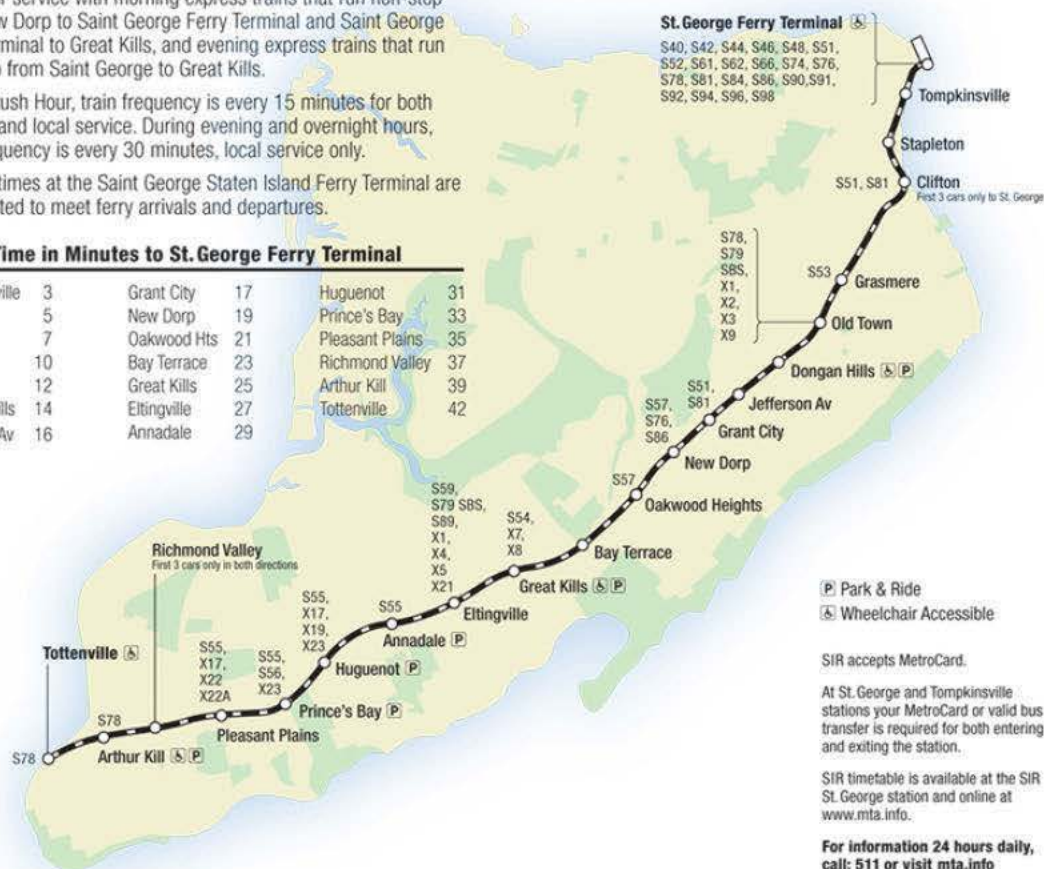 service with morning express trains that run non-stop
Dorp to Saint George Ferry Terminal and Saint George
to Great Kills, and evening express trains that run
from Saint George to Great Kills.
Hour, train frequency is every 15 minutes for both
and local service. During evening and overnight hours,
is every 30 minutes, local service only.
times at the Saint George Staten Island Ferry Terminal are
to meet ferry arrivals and departures.
Time in Minutes to St. George Ferry Terminal
3 Grant City 17 Huguenot 31
5 New Dorp 19 Prince's Bay 33
7 Oakwood Hts 21 Pleasant Plains 35
10 Bay Terrace 23 Richmond Valley 37
12 Great Kills 25 Arthur Kill 39
14 Eltingville 27 Tottenville 42
Av 16 Annadale 29
St. George Ferry Terminal
S40, S42, S44, S46, S48, S51,
S52, S61, S62, S66, S74, S76,
S78, S81, S84, S86, S90,S91,
S92, S94, S96, S98
Tompkinsville
Stapleton
S51, S81 Clifton
First 3 cars only to St. George
S53 Grasmere
S78,
S79
SBS,
X1,
X2,
X3
X9
Old Town
Dongan Hills P
Jefferson Av
S51,
S81
Grant City
S57,
S76,
S86
New Dorp
S57
Oakwood Heights
Bay Terrace
S54,
X7,
X8
Great Kills P
S59,
S79 SBS,
S89,
X1,
X4,
X5
X21
Eltingville
S55
Annadale P
S55,
X17,
X19,
X23
Huguenot P
S55,
S56,
X23
Prince's Bay P
S55,
X17,
X22
X22A
Pleasant Plains
Richmond Valley
First 3 cars only in both directions
S78
Arthur Kill P
Tottenville
S78
P Park & Ride
Wheelchair Accessible
SIR accepts MetroCard.
At St. George and Tompkinsville
stations your MetroCard or valid bus
transfer is required for both entering
and exiting the station.
SIR timetable is available at the SIR
St. George station and online at
www.mta.info.
For information 24 hours daily,
call: 511 or visit mta.info